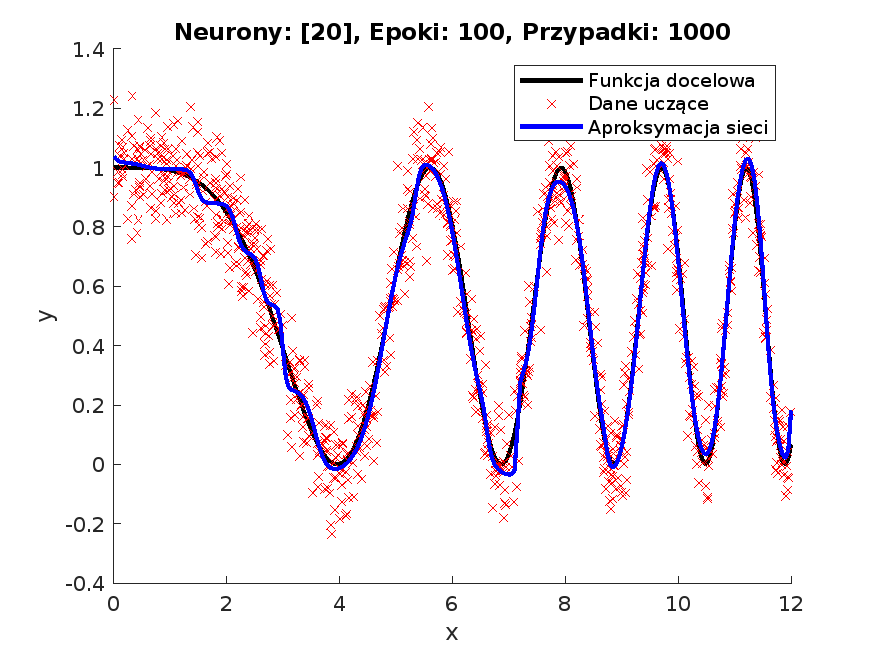 Neurony: [20], Epoki: 100, Przypadki: 1000
1.4
Funkcja docelowa
Dane uczące
Aproksymacja sieci
1.2
1
0.8
0.6
0.4
0.2
0
-0.2
-0.4
y
0 2 4 6 8 10 12
x